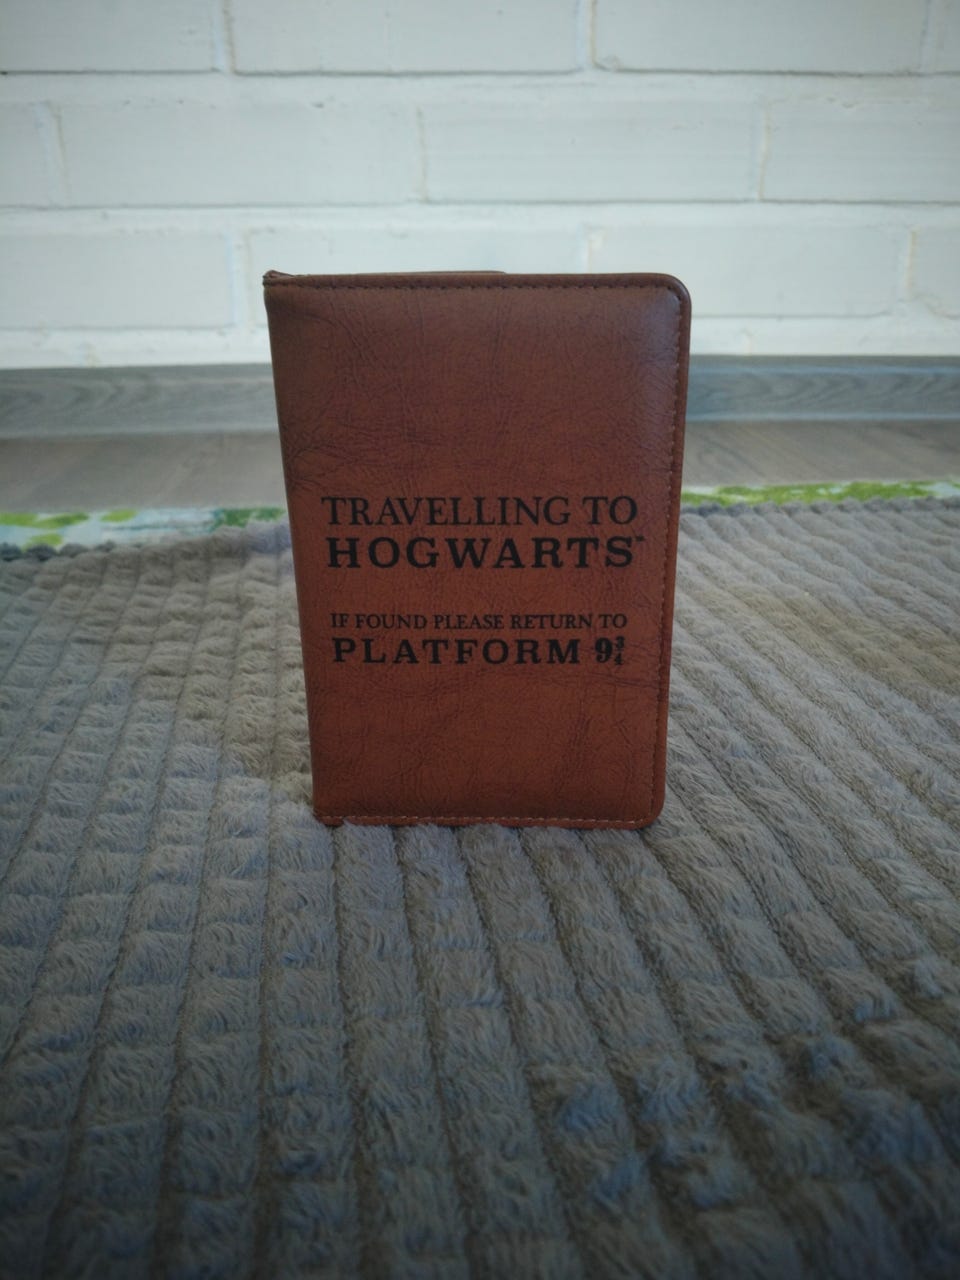 TRAVELLING TO
HOGWARTS™
IF FOUND PLEASE RETURN TO
PLATFORM 9¾